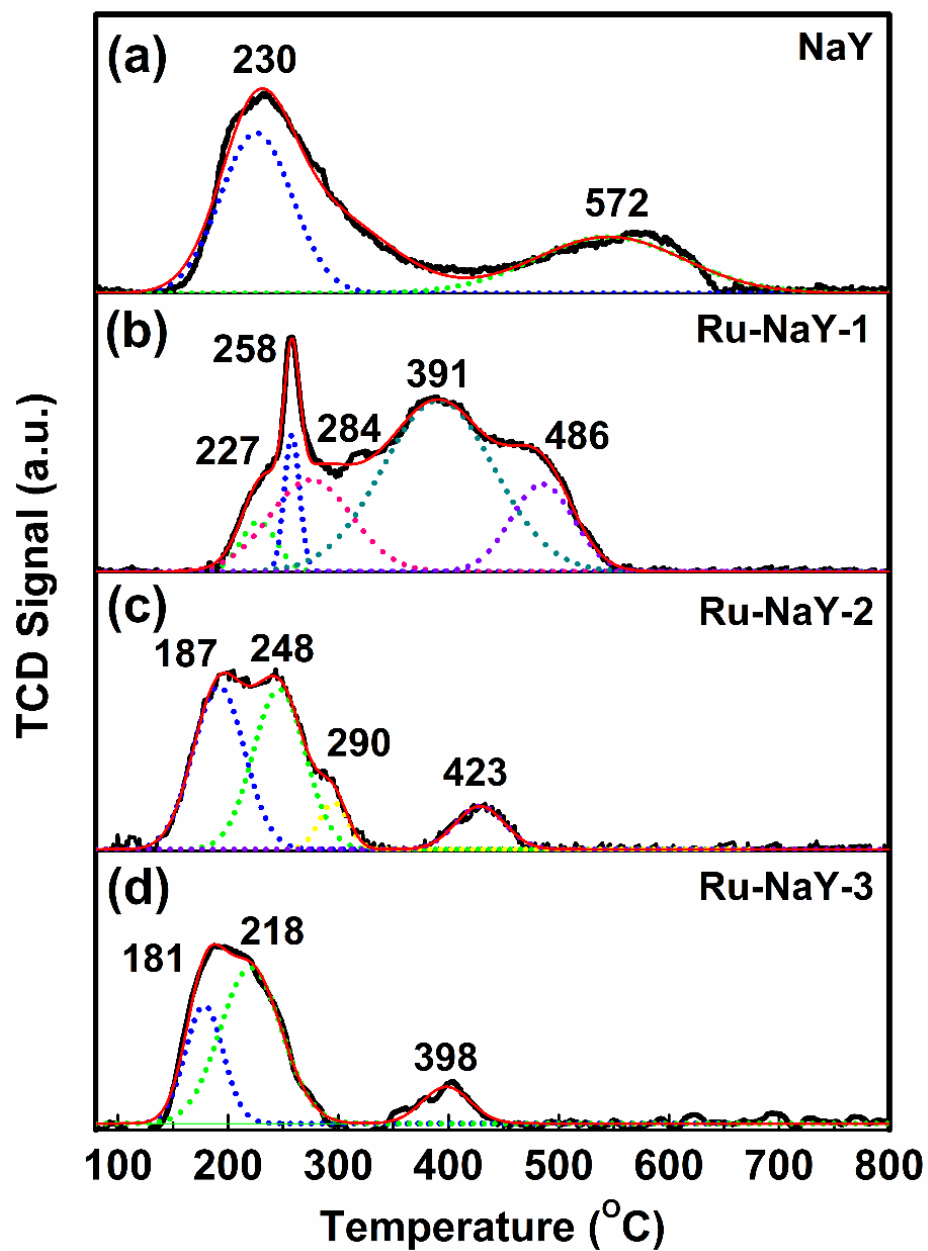 (a)
230
NaY
572
(b)
Ru-NaY-1
258
391
284
227
486
(c)
Ru-NaY-2
187
248
290
423
(d)
Ru-NaY-3
181
218
398
TCD Signal (a.u.)
100 200 300 400 500 600 700 800
Temperature (°C)